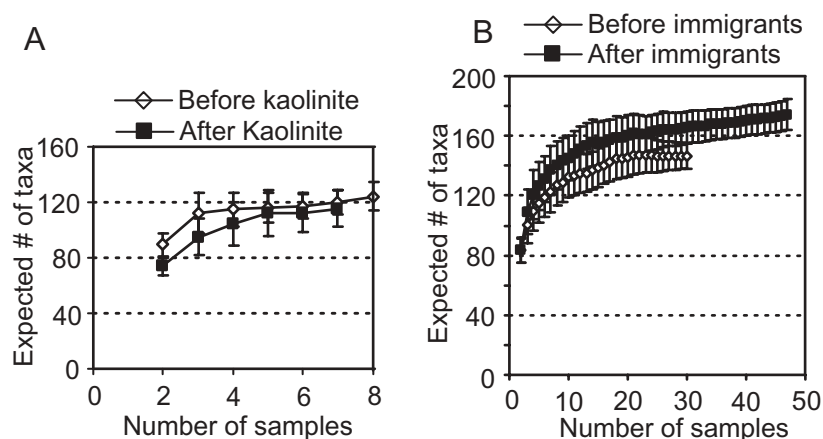 A
Before kaolinite
After Kaolinite
160
120
80
40
0
Expected # of taxa
0 2 4 6 8
Number of samples
B
Before immigrants
After immigrants
200
160
120
80
40
0
Expected # of taxa
0 10 20 30 40 50
Number of samples